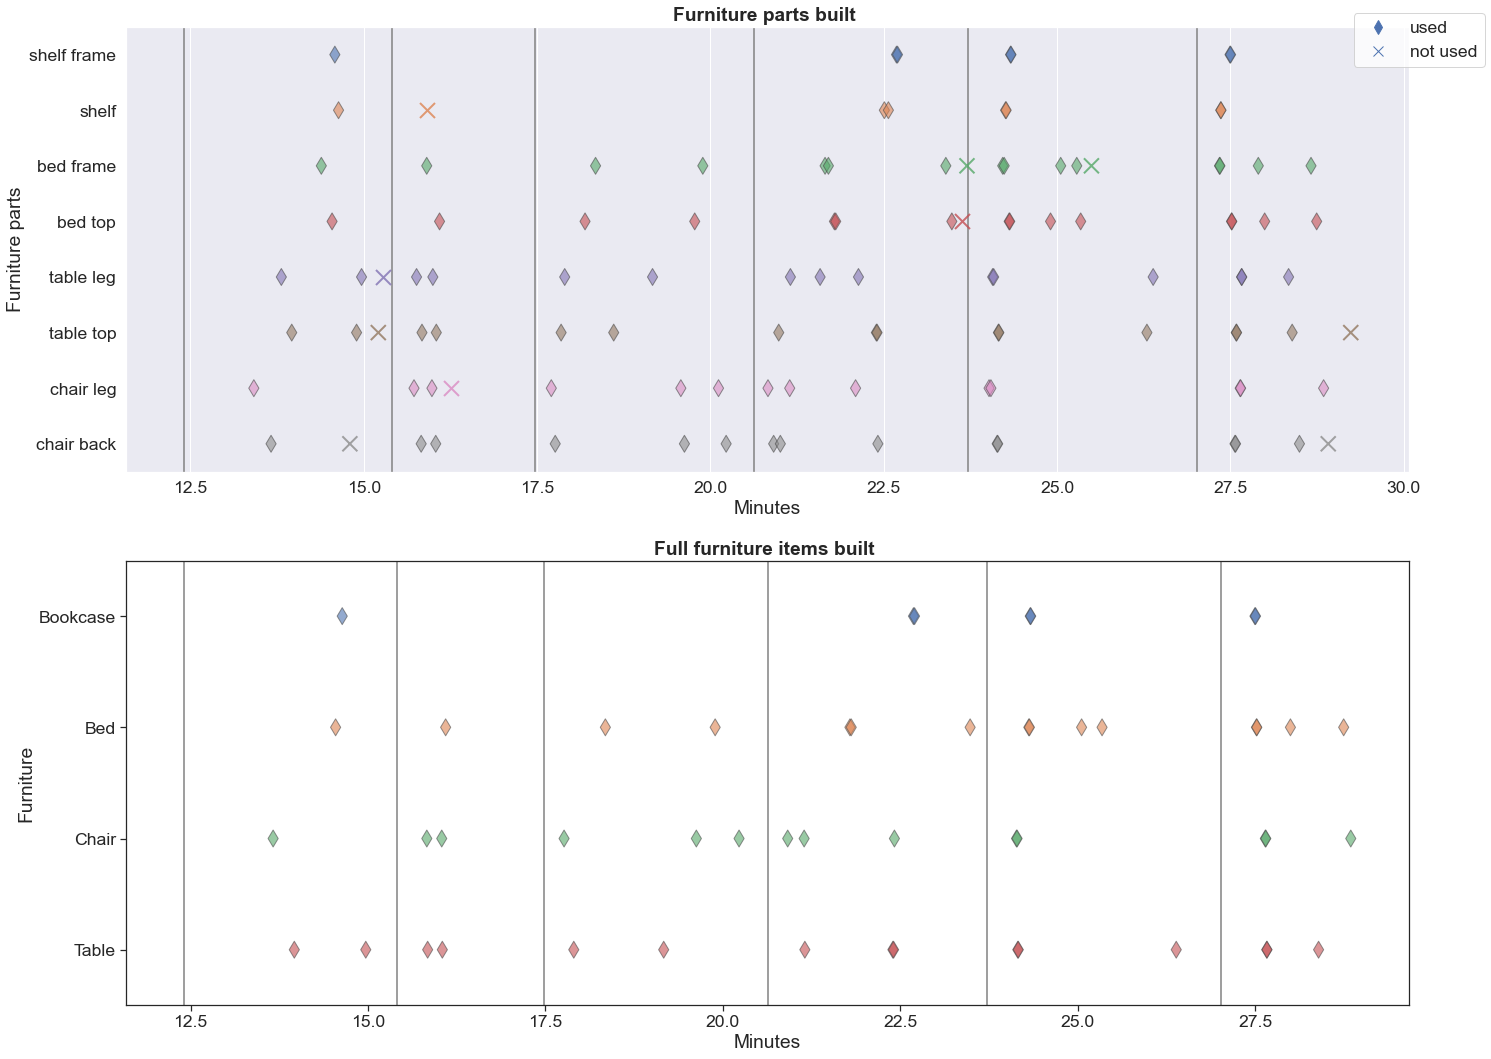 Furniture parts built
used
not used
shelf frame
shelf
bed frame
bed top
table leg
table top
chair leg
chair back
Furniture parts
12.5 15.0 17.5 20.0 22.5 25.0 27.5 30.0
Minutes
Full furniture items built
Bookcase
Bed
Chair
Table
Furniture
12.5 15.0 17.5 20.0 22.5 25.0 27.5
Minutes